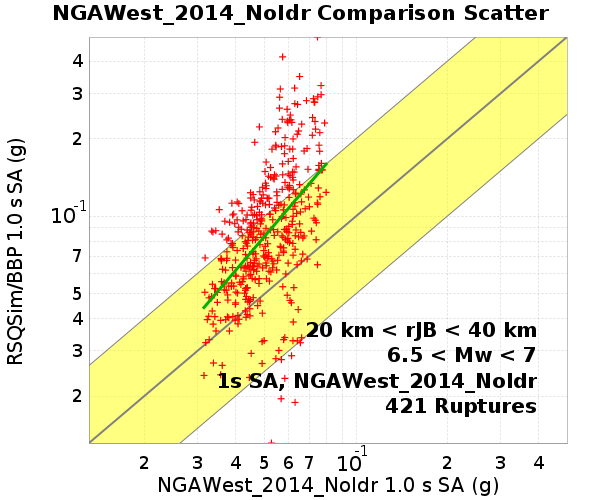 NGAWest_2014_NoIdr Comparison Scatter
RSQSim/BBP 1.0 s SA (g)
4
3
2
10^-1
7
5
4
3
2
20 km < rJB < 40 km
6.5 < Mw < 7
1s SA, NGAWest_2014_NoIdr
421 Ruptures
2 3 4 5 6 7 10^-1 2 3 4
NGAWest_2014_NoIdr 1.0 s SA (g)